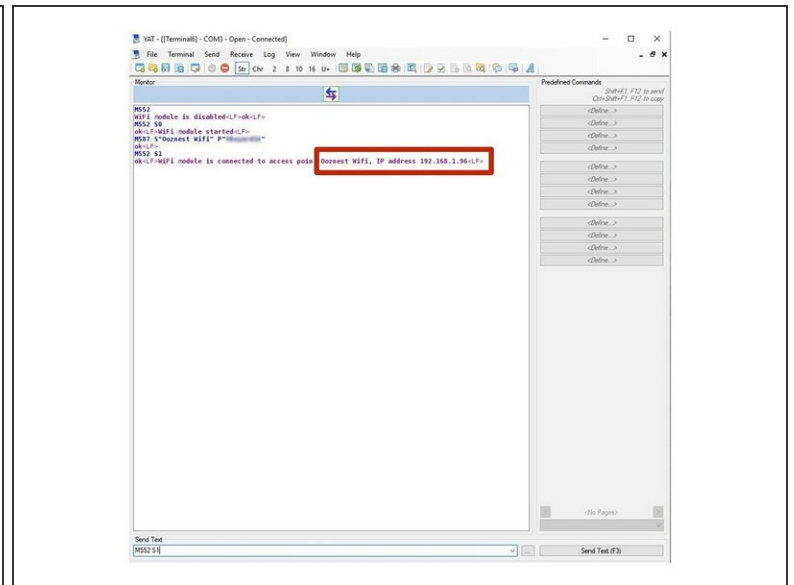 YAT - [[Terminal6] - COM3 - Open - Connected]
File Terminal Send Receive Log View Window Help
Str Chr 2 8 10 16 U+
Monitor
Predefined Commands
Shift+F1..F12 to send
Ctrl+Shift+F1..F12 to copy
M552
WiFi module is disabled<LF>ok<LF>
M552 S0
ok<LF>WiFi module started<LF>
M587 S"Ooznest Wifi" P"
ok<LF>
M552 S1
ok<LF>WiFi module is connected to access poin Ooznest Wifi, IP address 192.168.1.96<LF>
<Define...>
<Define...>
<Define...>
<Define...>
<Define...>
<Define...>
<Define...>
<Define...>
<Define...>
<Define...>
<Define...>
<Define...>
<No Pages>
Send Text
M552 S1
...
Send Text (F3)